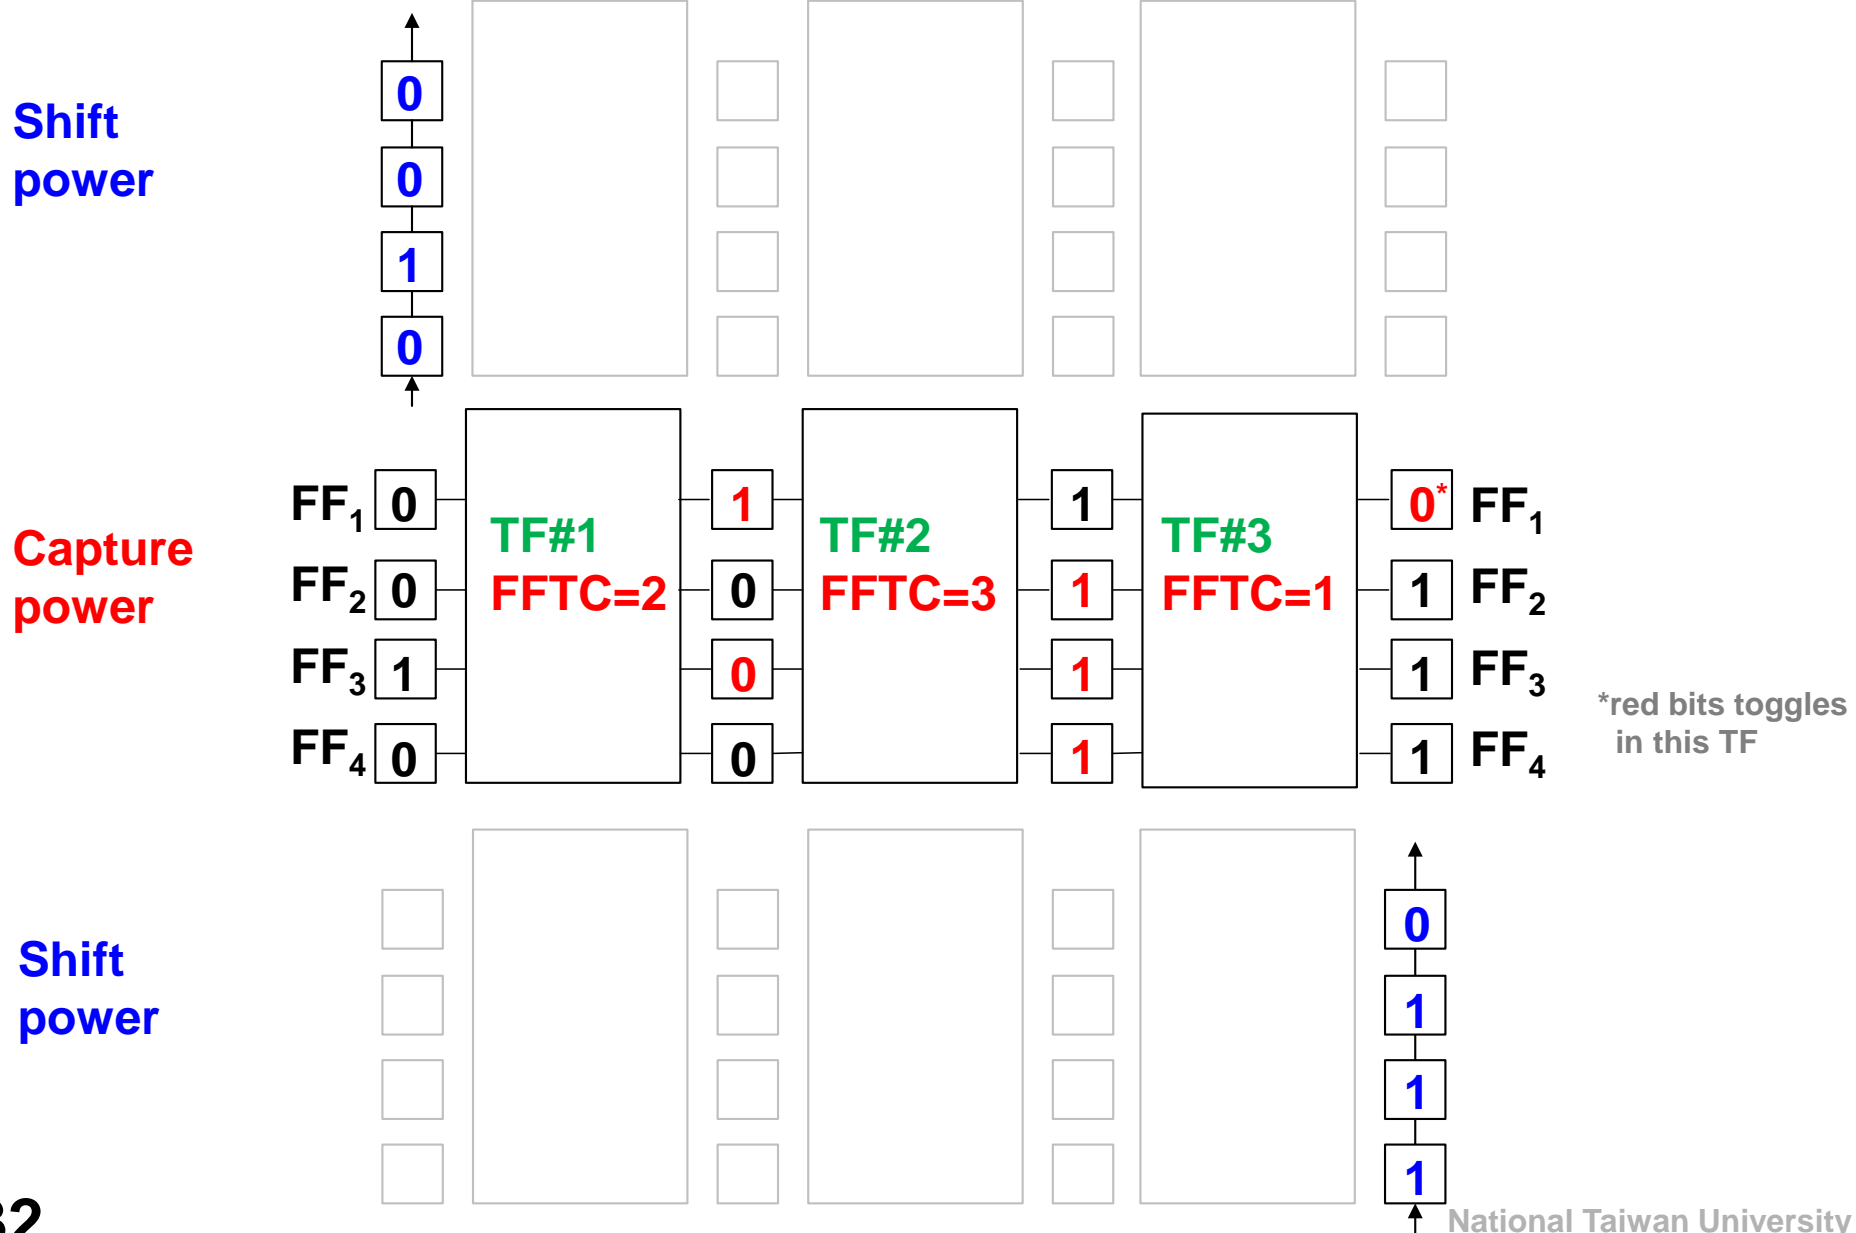 Shift
power
0
0
1
0
Capture
power
FF1 0 1 1 0* FF1
TF#1 TF#2 TF#3
FFTC=2 FFTC=3 FFTC=1
FF2 0 0 1 1 FF2
FF3 1 0 1 1 FF3
FF4 0 0 1 1 FF4
*red bits toggles
in this TF
Shift
power
0
1
1
1
National Taiwan University